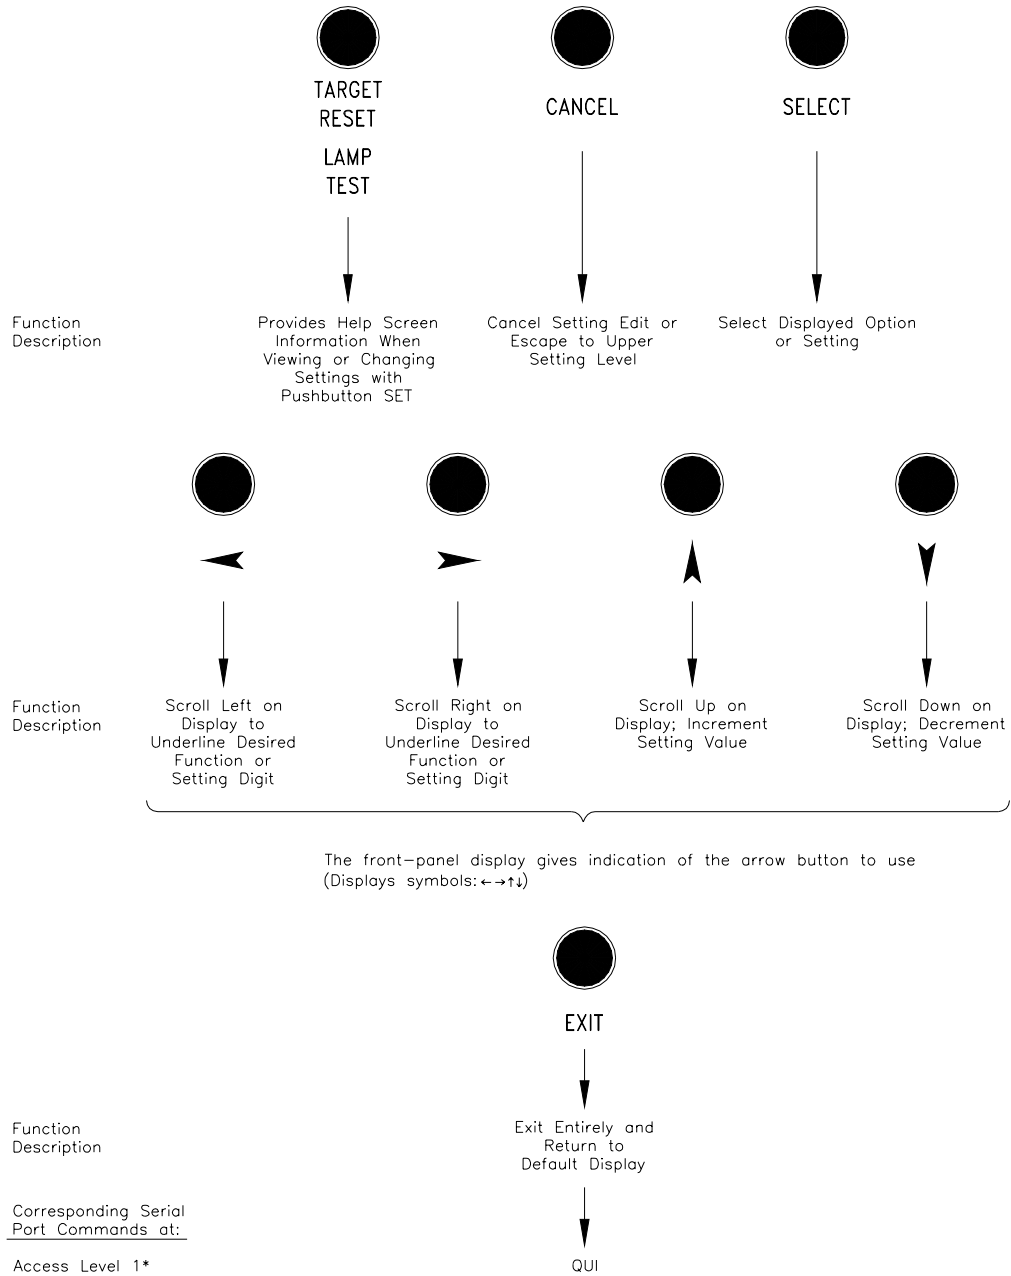 TARGET
RESET
LAMP
TEST
CANCEL
SELECT
Function
Description
Provides Help Screen
Information When
Viewing or Changing
Settings with
Pushbutton SET
Cancel Setting Edit or
Escape to Upper
Setting Level
Select Displayed Option
or Setting
Function
Description
Scroll Left on
Display to
Underline Desired
Function or
Setting Digit
Scroll Right on
Display to
Underline Desired
Function or
Setting Digit
Scroll Up on
Display; Increment
Setting Value
Scroll Down on
Display; Decrement
Setting Value
The front–panel display gives indication of the arrow button to use
(Displays symbols:←→↑↓)
EXIT
Function
Description
Exit Entirely and
Return to
Default Display
Corresponding Serial
Port Commands at:
Access Level 1*
QUI